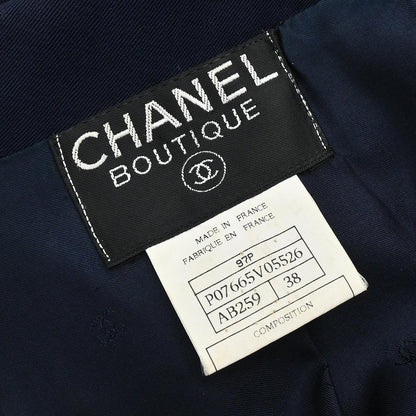 CHANEL
BOUTIQUE
MADE IN FRANCE
FABRIQUE EN FRANCE
97P
P07665V05526
AB259 38
COMPOSITION